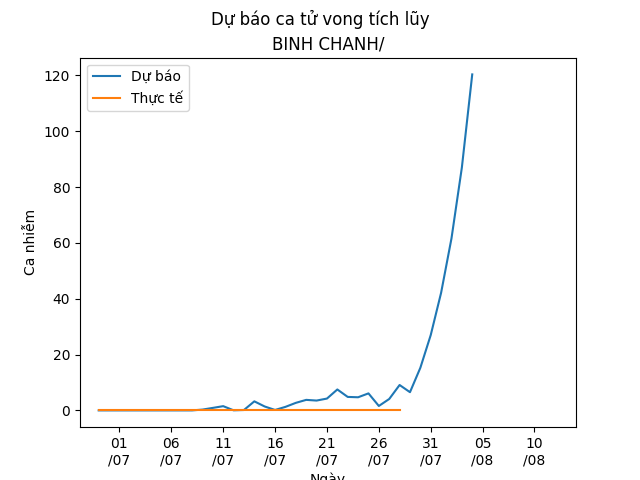 Dự báo ca tử vong tích lũy
BINH CHANH/
Dự báo
Thực tế
Ca nhiễm
120
100
80
60
40
20
0
01 06 11 16 21 26 31 05 10
/07 /07 /07 /07 /07 /07 /07 /08 /08
Ngày